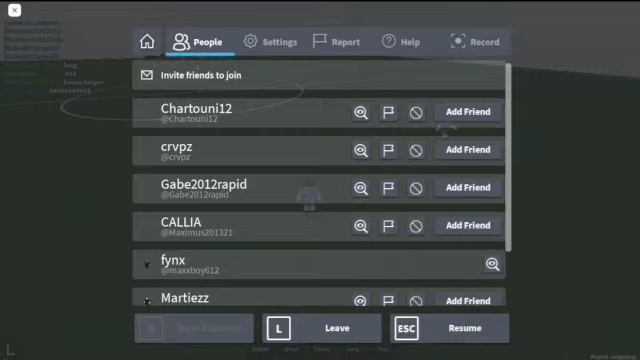 People
Settings
Report
Help
Record
Invite friends to join
Chartouni12
@Chartouni12
Add Friend
crvpz
@crvpz
Add Friend
Gabe2012rapid
@Gabe2012rapid
Add Friend
CALLIA
@Maximus201321
Add Friend
fynx
@maxxboy612
Martiezz
Add Friend
L
Leave
ESC
Resume